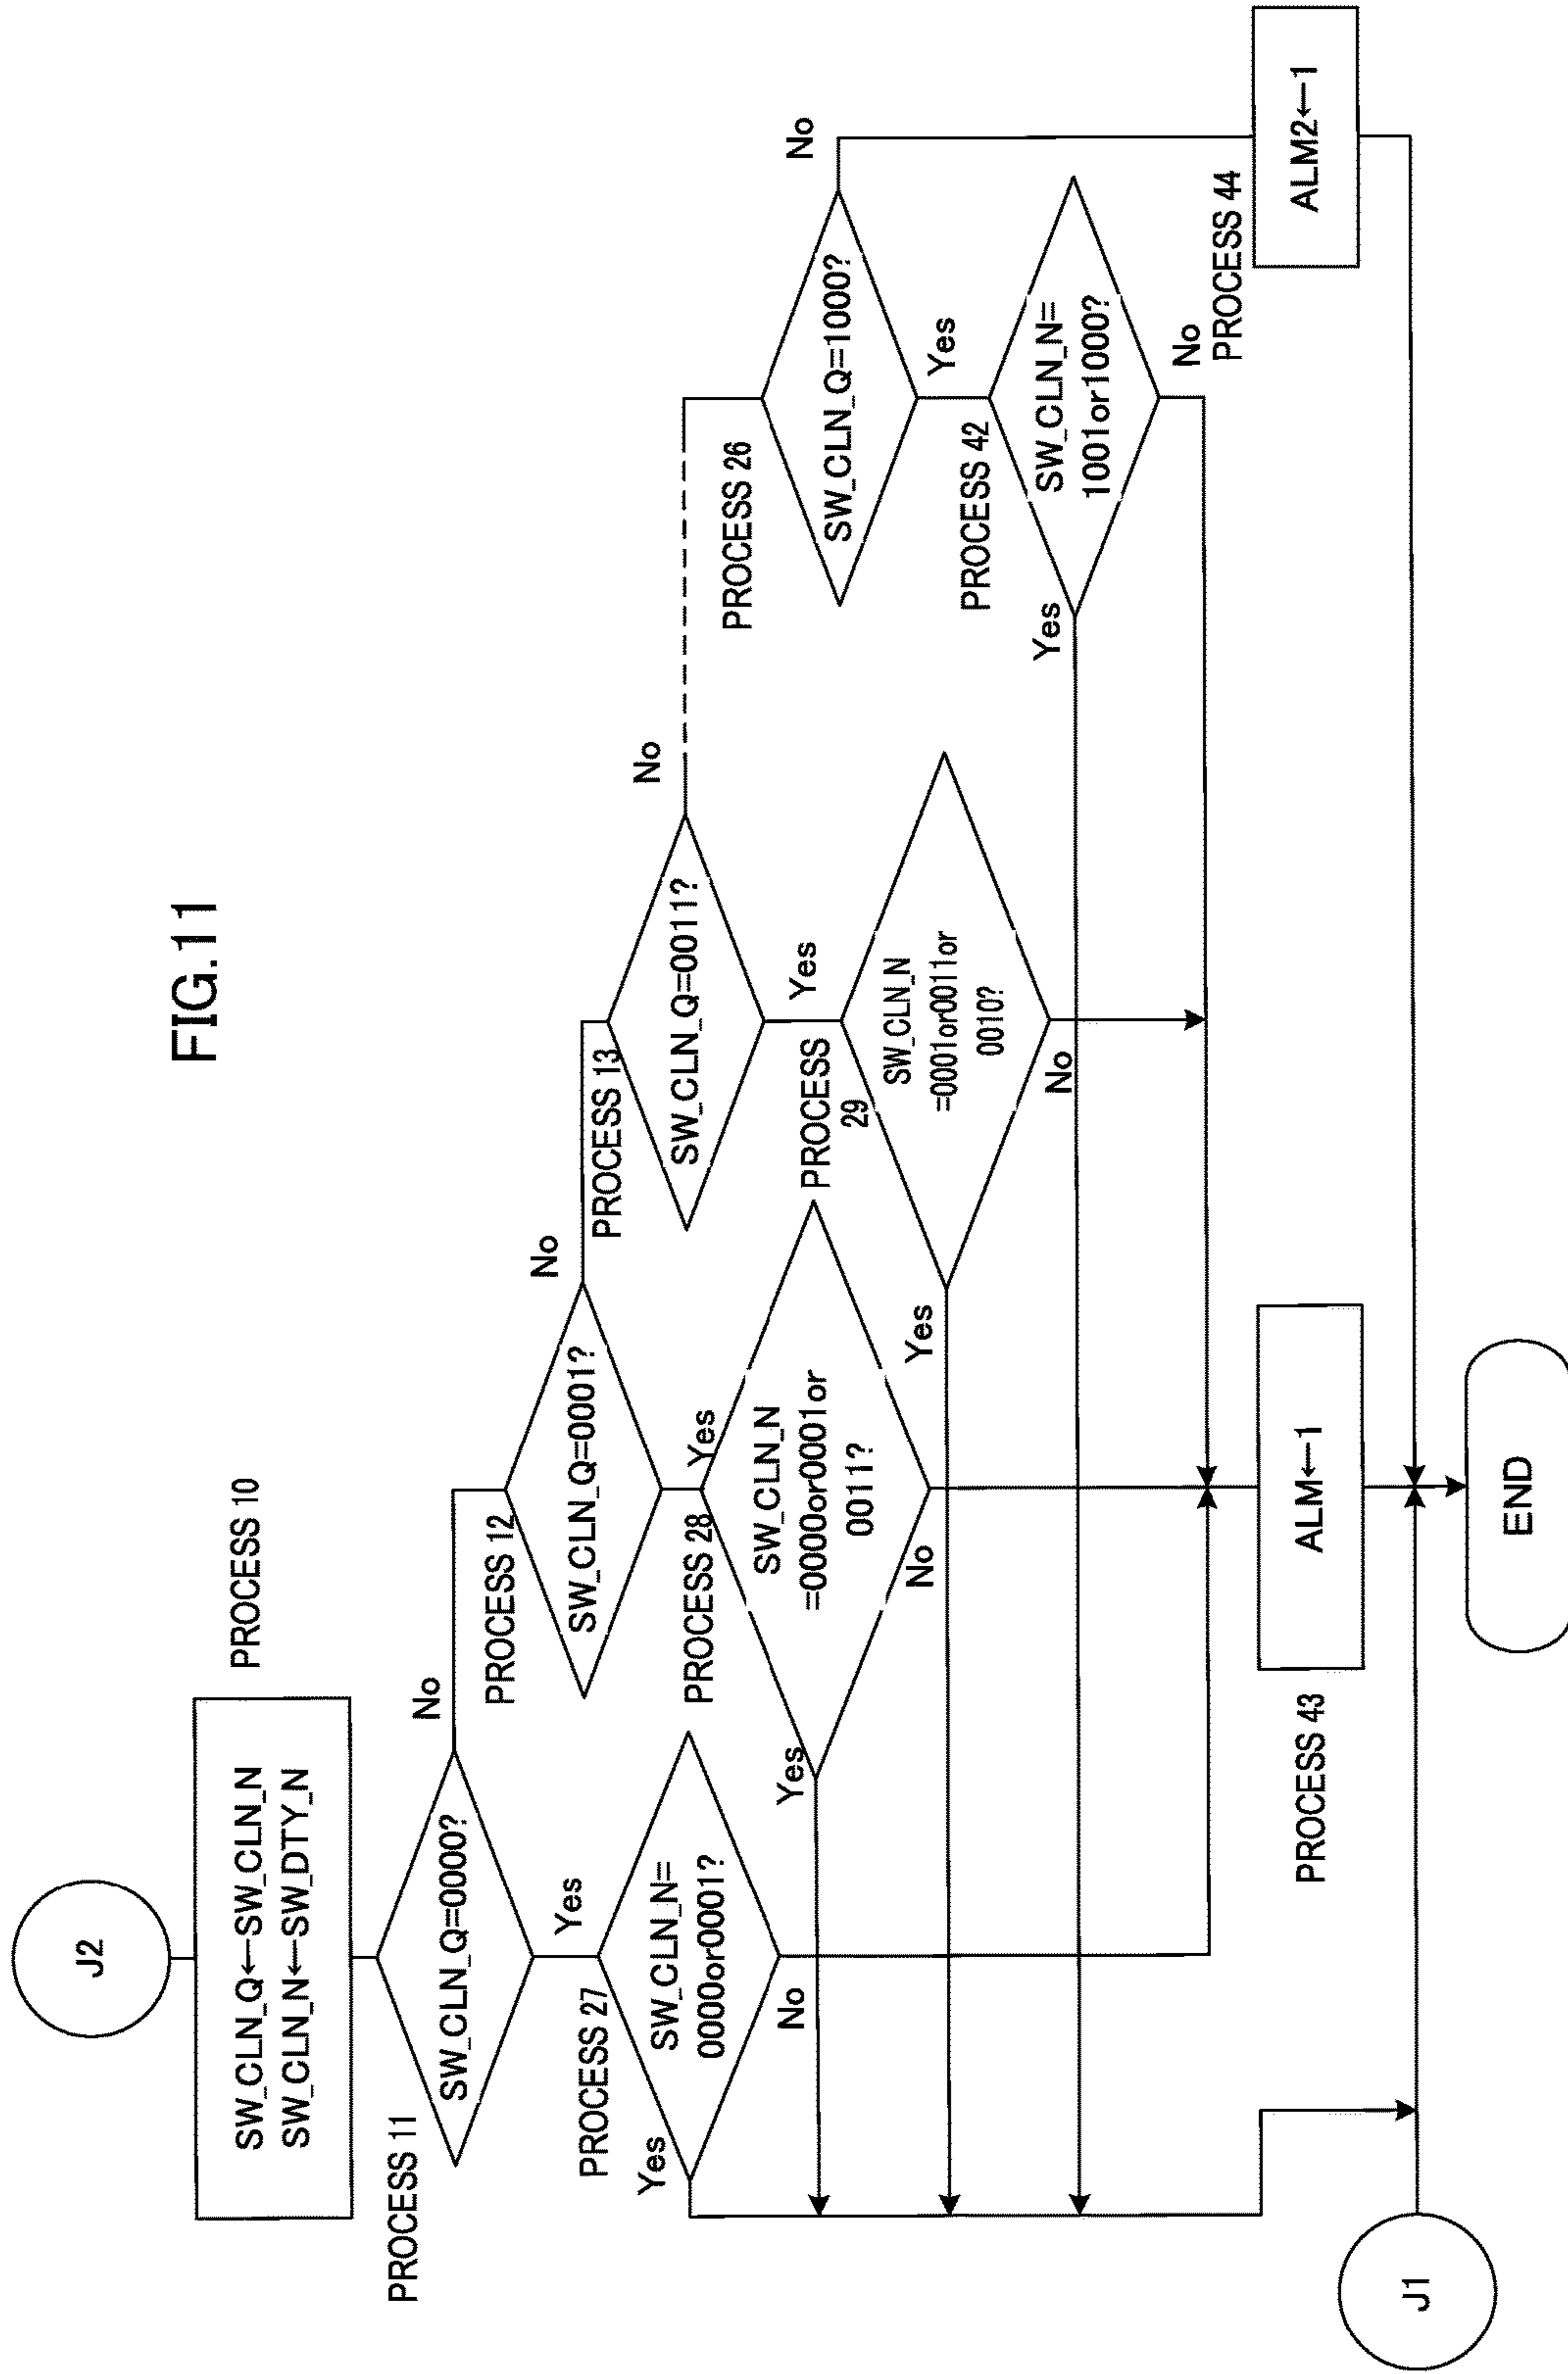 FIG.11
J2
PROCESS 10
SW_CLN_Q←SW_CLN_N
SW_CLN_N←SW_DTY_N
PROCESS 11
SW_CLN_Q=0000?
No
Yes
PROCESS 12
SW_CLN_Q=0001?
No
Yes
PROCESS 13
SW_CLN_Q=0011?
No
Yes
PROCESS 26
SW_CLN_Q=1000?
No
Yes
PROCESS 27
SW_CLN_N=
0000or0001?
Yes
No
PROCESS 28
SW_CLN_N
=0000or0001or
0011?
Yes
No
PROCESS
29
SW_CLN_N
=0001or0011or
0010?
Yes
No
PROCESS 42
SW_CLN_N=
1001or1000?
Yes
No
PROCESS 44
ALM2←1
PROCESS 43
ALM←1
J1
END